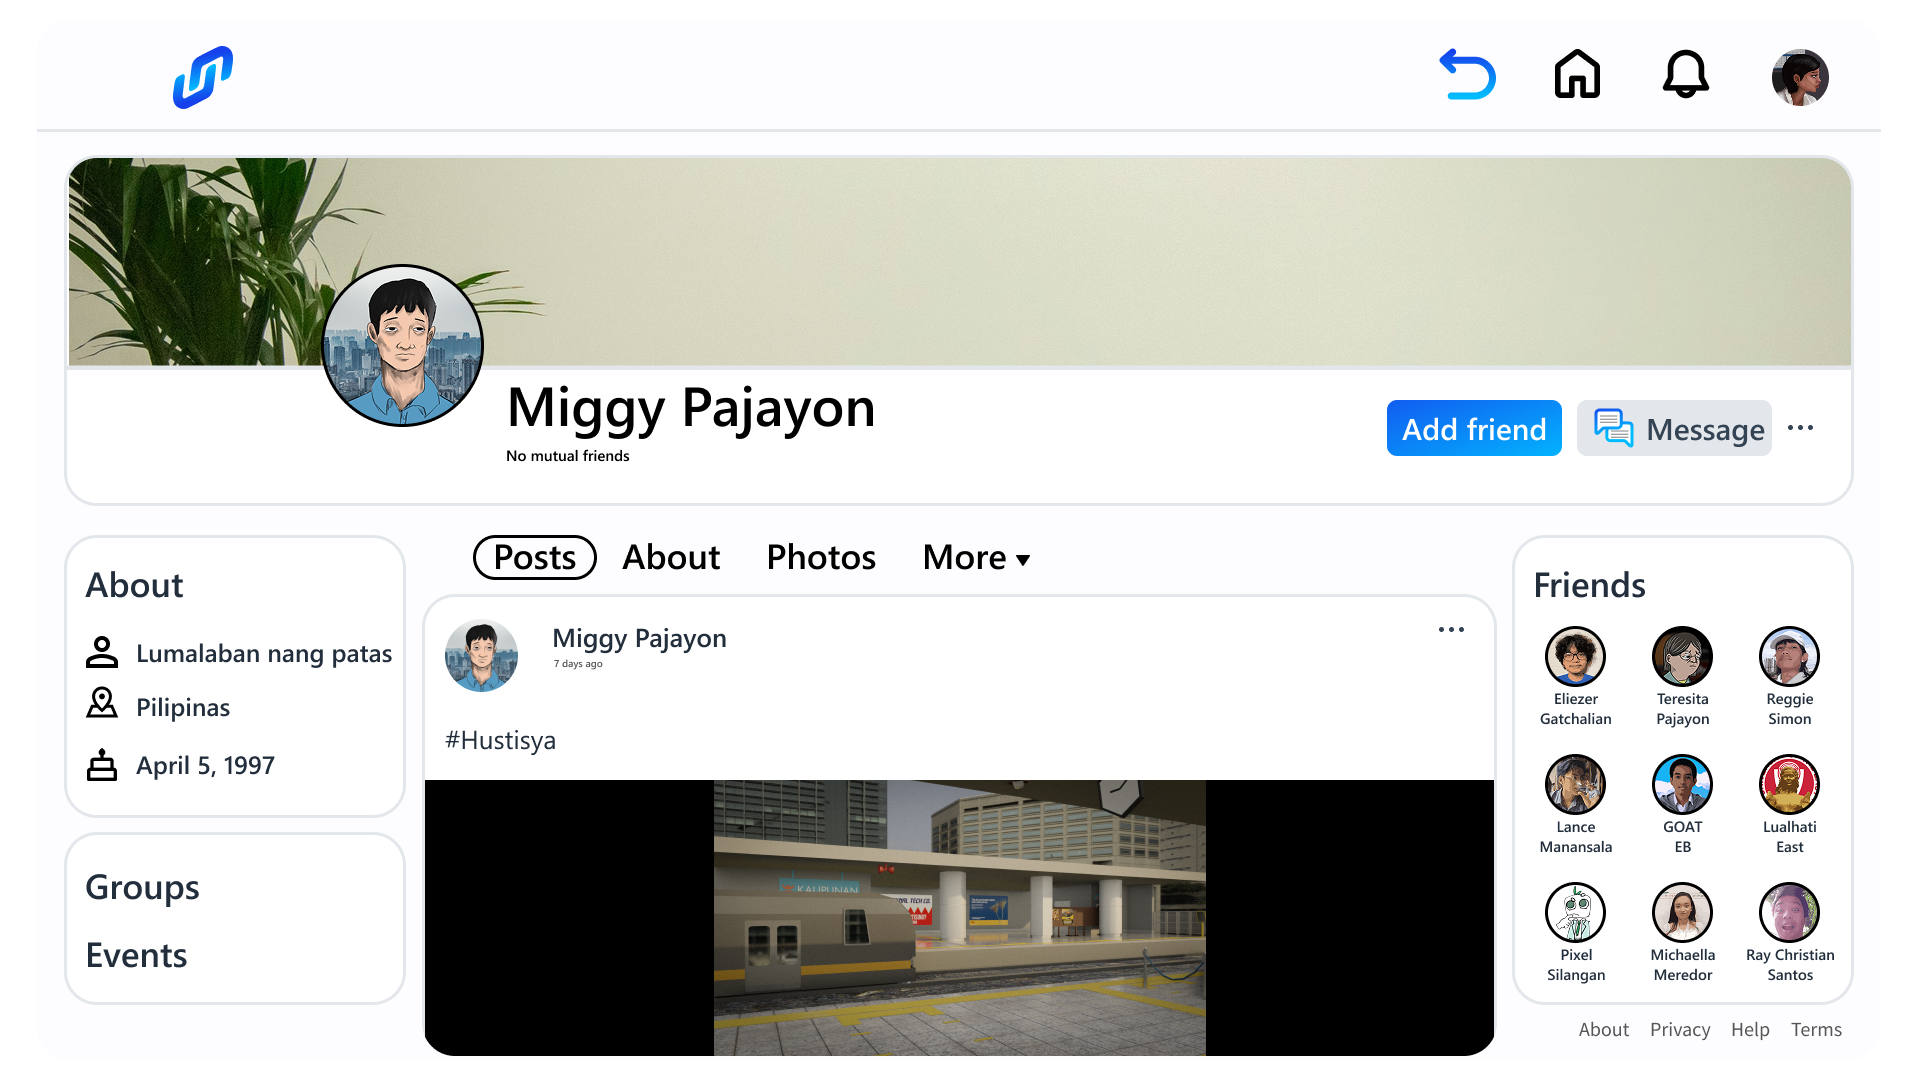 Miggy Pajayon
No mutual friends
Add friend
Message
About
Lumalaban nang patas
Pilipinas
April 5, 1997
Groups
Events
Posts
About
Photos
More
Miggy Pajayon
7 days ago
#Hustisya
TECH CO.
Friends
Eliezer
Gatchalian
Teresita
Pajayon
Reggie
Simon
Lance
Manansala
GOAT
EB
Lualhati
East
Pixel
Silangan
Michaella
Meredor
Ray Christian
Santos
About
Privacy
Help
Terms